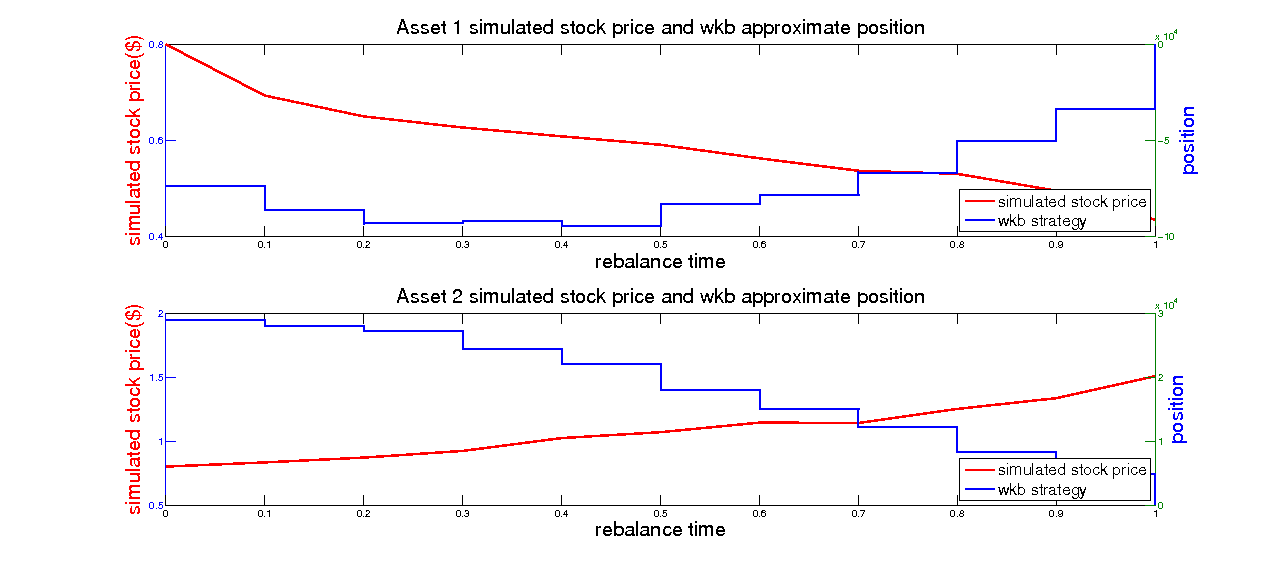 Asset 1 simulated stock price and wkb approximate position
x 10^4
simulated stock price($)
0.8
0.6
0.4
0
-5
-10
position
simulated stock price
wkb strategy
0 0.1 0.2 0.3 0.4 0.5 0.6 0.7 0.8 0.9 1
rebalance time
Asset 2 simulated stock price and wkb approximate position
x 10^4
simulated stock price($)
2
1.5
1
0.5
3
2
1
0
position
simulated stock price
wkb strategy
0 0.1 0.2 0.3 0.4 0.5 0.6 0.7 0.8 0.9 1
rebalance time